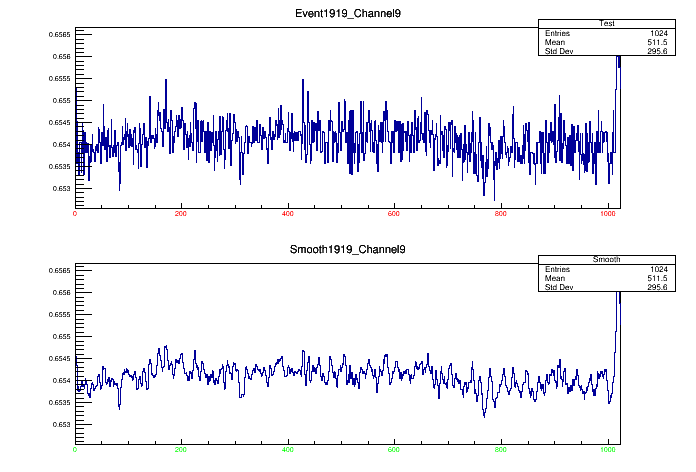 Event1919_Channel9
Test
Entries 1024
Mean 511.5
Std Dev 295.6
0.6565
0.656
0.6555
0.655
0.6545
0.654
0.6535
0.653
0 200 400 600 800 1000
Smooth1919_Channel9
Smooth
Entries 1024
Mean 511.5
Std Dev 295.6
0.6565
0.656
0.6555
0.655
0.6545
0.654
0.6535
0.653
0 200 400 600 800 1000